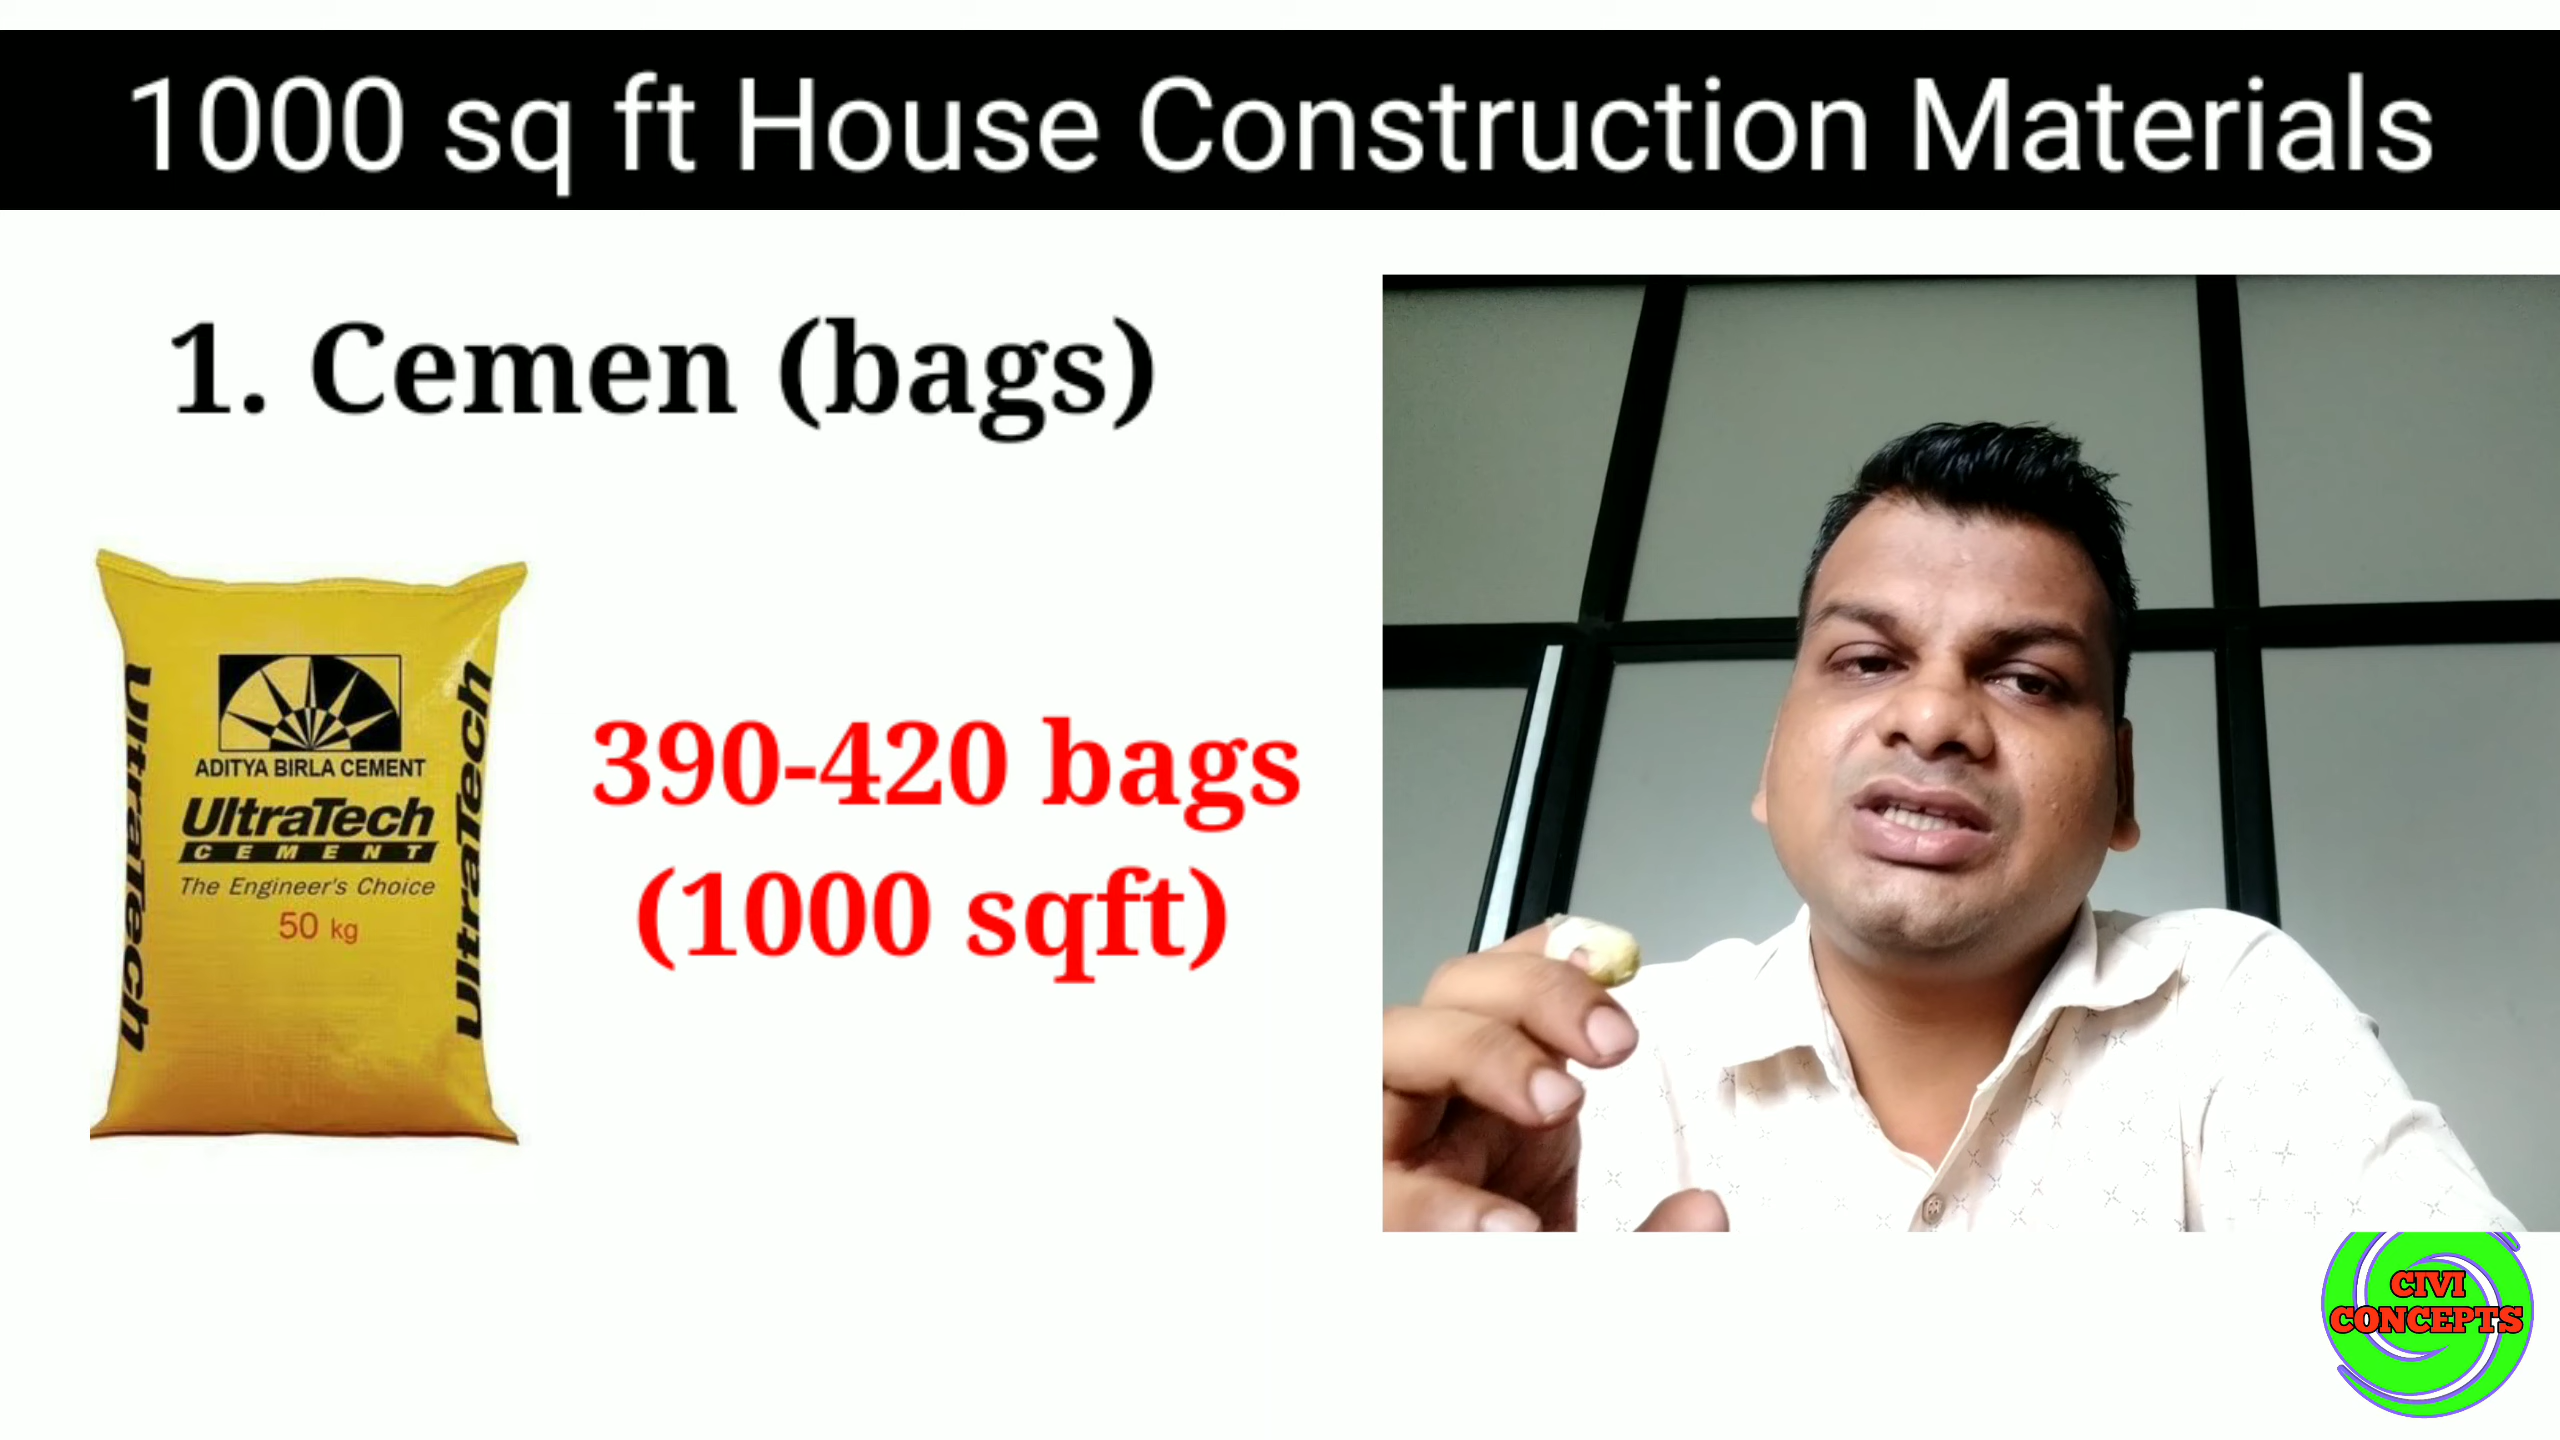 1000 sq ft House Construction Materials
1. Cemen (bags)
ADITYA BIRLA CEMENT
UltraTech
CEMENT
The Engineer's Choice
50 kg
UltraTech
UltraTech
390-420 bags
(1000 sqft)
CIVI
CONCEPTS